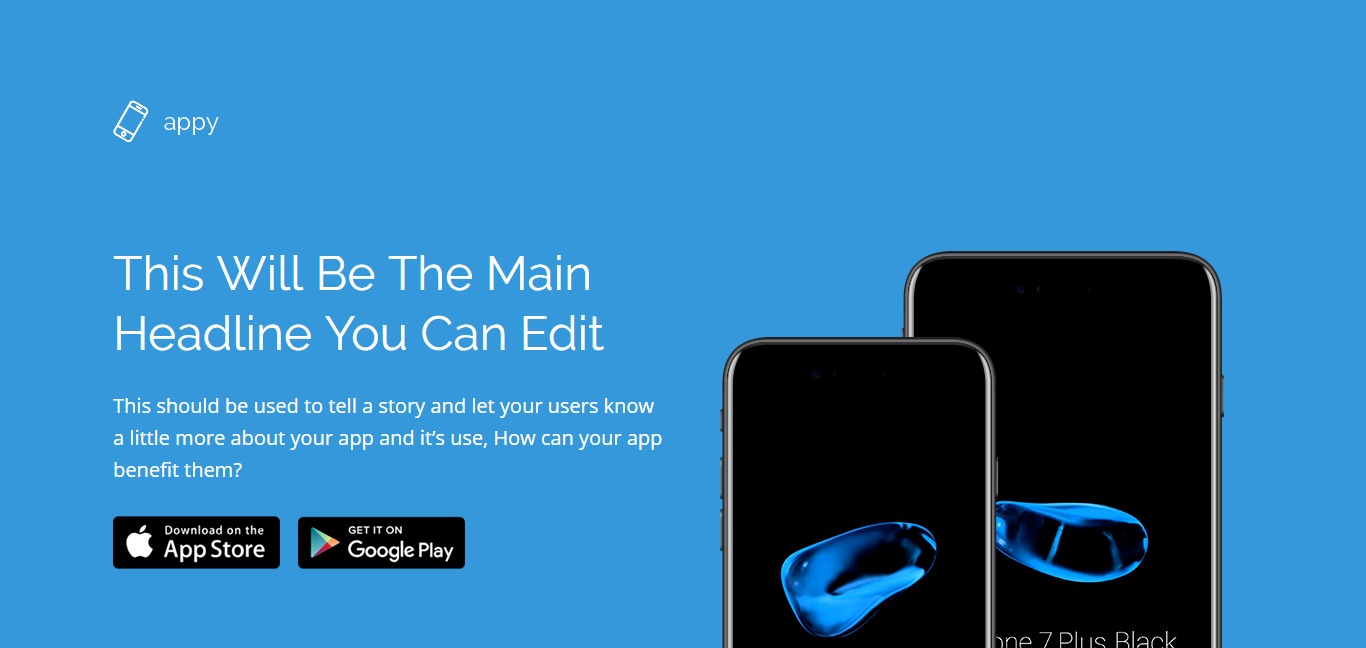 appy
This Will Be The Main
Headline You Can Edit
This should be used to tell a story and let your users know
a little more about your app and it’s use, How can your app
benefit them?
Download on the
App Store
GET IT ON
Google Play
7 Plus Black